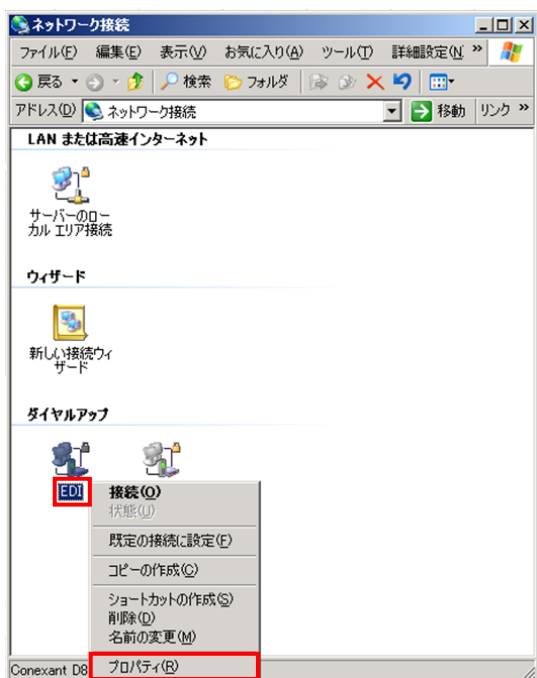 ネットワーク接続
ファイル(F) 編集(E) 表示(V) お気に入り(A) ツール(T) 詳細設定(N) »
戻る 検索 フォルダ
アドレス(D) ネットワーク接続 移動 リンク »
LAN または高速インターネット
サーバーのロー
カル エリア接続
ウィザード
新しい接続ウィ
ザード
ダイヤルアップ
EDI
接続(O)
状態(U)
既定の接続に設定(F)
コピーの作成(C)
ショートカットの作成(S)
削除(D)
名前の変更(M)
プロパティ(R)
Conexant D8